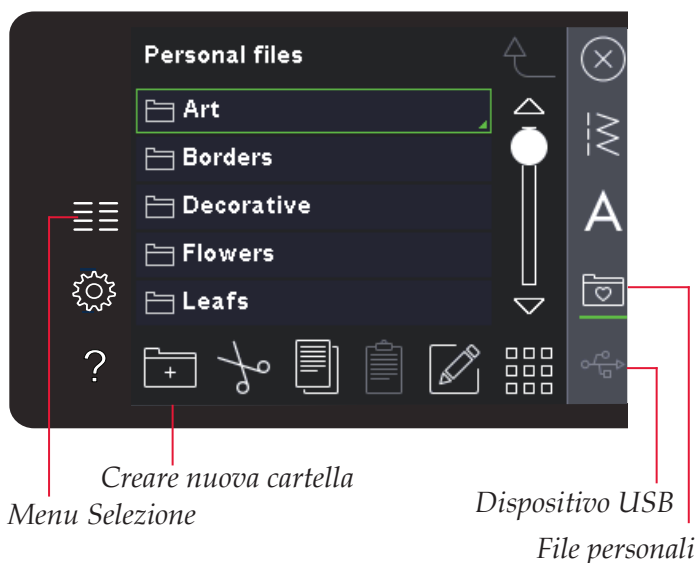 Personal files
Art
Borders
Decorative
Flowers
Leafs
A
?
Creare nuova cartella
Menu Selezione
Dispositivo USB
File personali